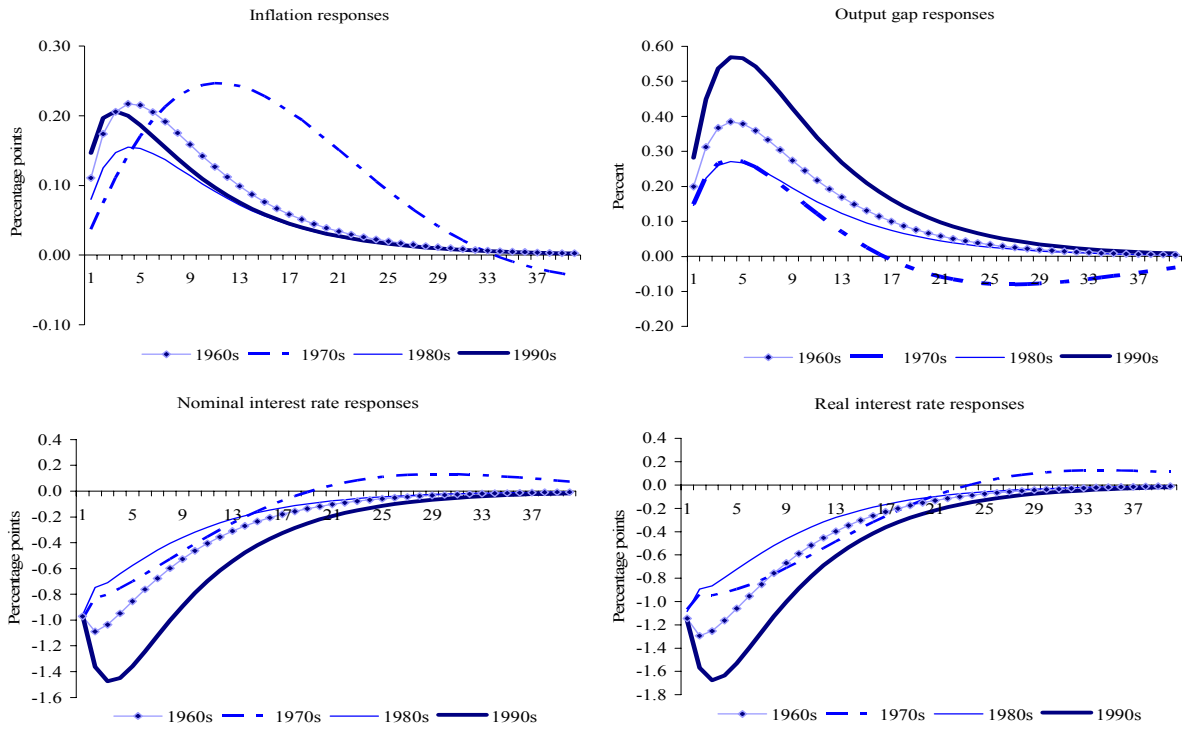 Inflation responses
0.30
0.20
0.10
0.00
-0.10
Percentage points
1 5 9 13 17 21 25 29 33 37
1960s 1970s 1980s 1990s
Output gap responses
0.60
0.50
0.40
0.30
0.20
0.10
0.00
-0.10
-0.20
Percent
1 5 9 13 17 21 25 29 33 37
1960s 1970s 1980s 1990s
Nominal interest rate responses
0.4
0.2
0.0
-0.2
-0.4
-0.6
-0.8
-1.0
-1.2
-1.4
-1.6
Percentage points
1 5 9 13 17 21 25 29 33 37
1960s 1970s 1980s 1990s
Real interest rate responses
0.4
0.2
0.0
-0.2
-0.4
-0.6
-0.8
-1.0
-1.2
-1.4
-1.6
-1.8
Percentage points
1 5 9 13 17 21 25 29 33 37
1960s 1970s 1980s 1990s